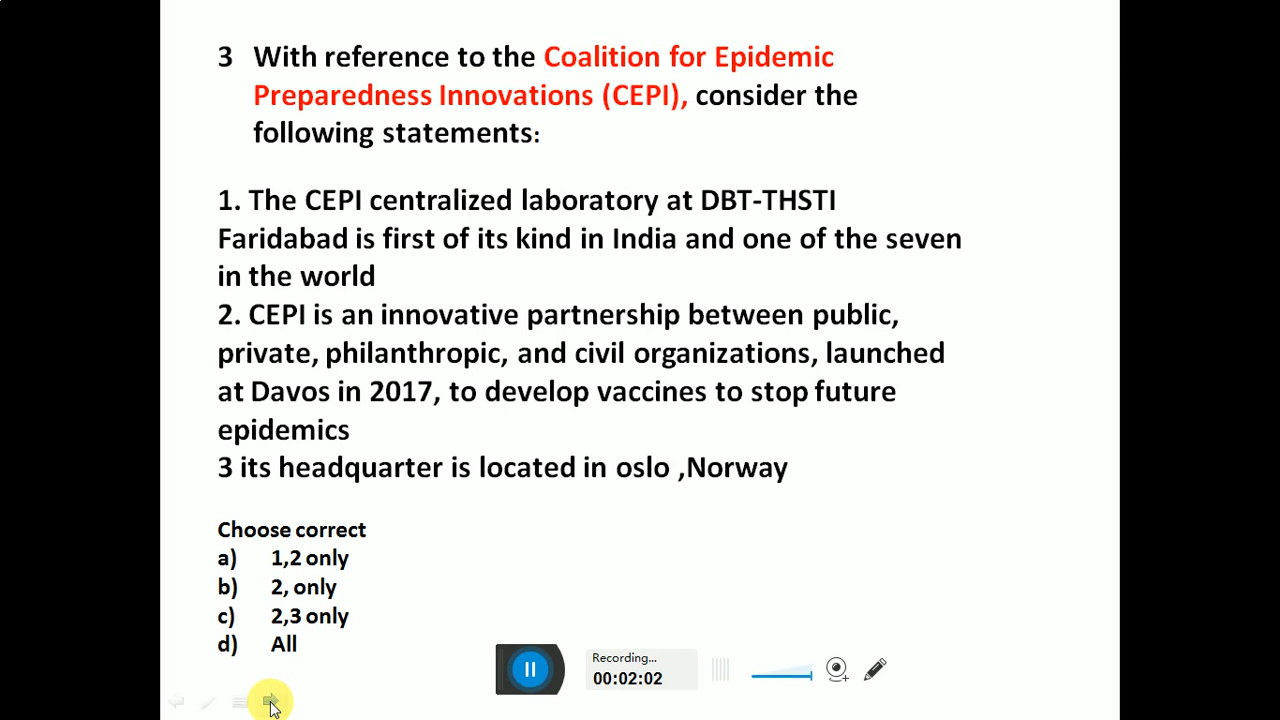 3 With reference to the Coalition for Epidemic
Preparedness Innovations (CEPI), consider the
following statements:
1. The CEPI centralized laboratory at DBT-THSTI
Faridabad is first of its kind in India and one of the seven
in the world
2. CEPI is an innovative partnership between public,
private, philanthropic, and civil organizations, launched
at Davos in 2017, to develop vaccines to stop future
epidemics
3 its headquarter is located in oslo ,Norway
Choose correct
a) 1,2 only
b) 2, only
c) 2,3 only
d) All
Recording...
00:02:02